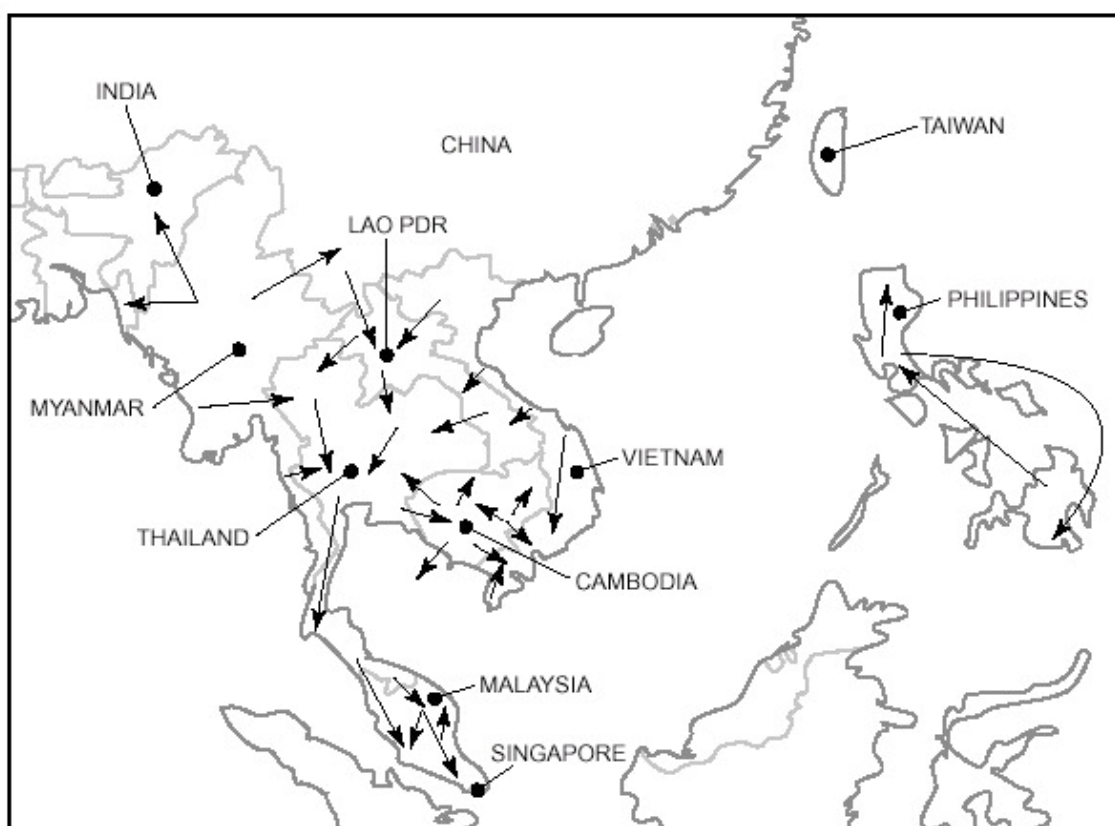 INDIA
CHINA
TAIWAN
LAO PDR
PHILIPPINES
MYANMAR
VIETNAM
THAILAND
CAMBODIA
MALAYSIA
SINGAPORE